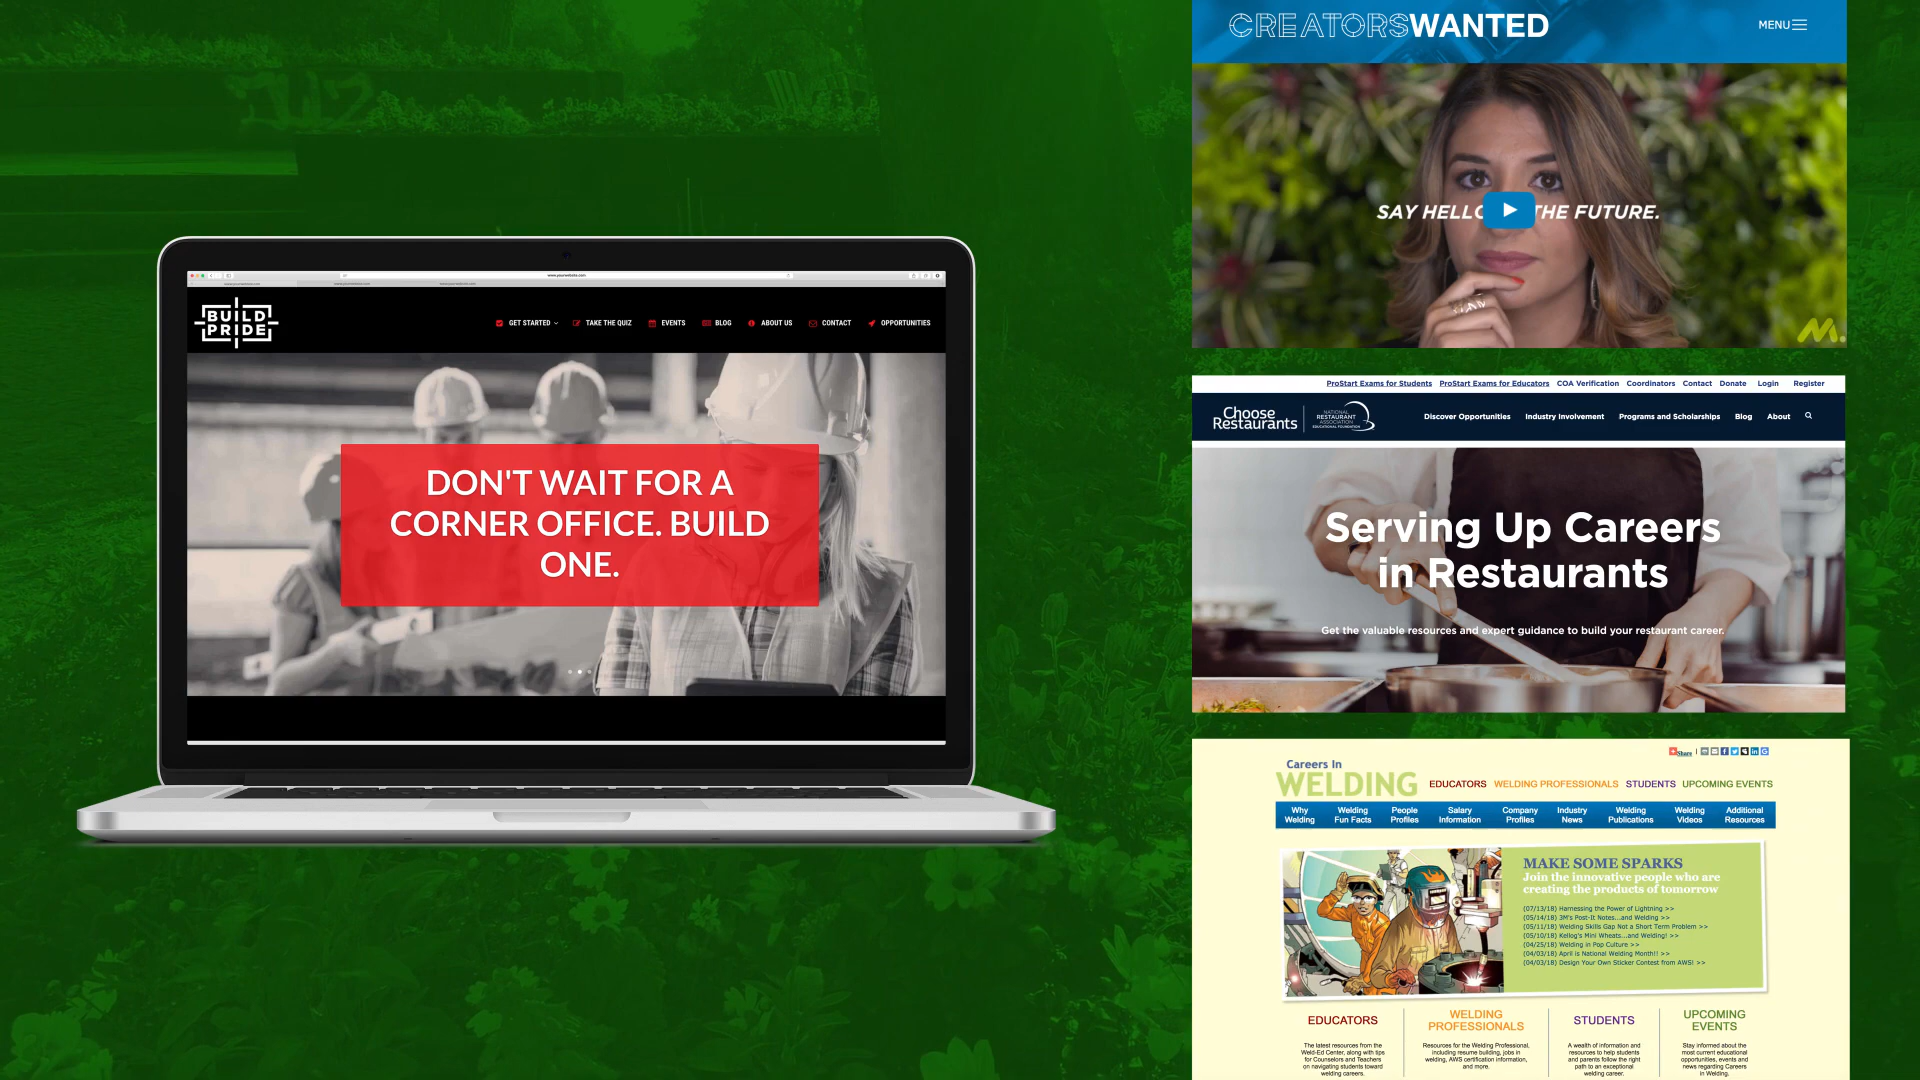 www.yourwebsite.com
BUILD
PRIDE
GET STARTED
TAKE THE QUIZ
EVENTS
BLOG
ABOUT US
CONTACT
OPPORTUNITIES
DON'T WAIT FOR A
CORNER OFFICE. BUILD
ONE.
CREATORSWANTED
MENU
SAY HELLO THE FUTURE.
ProStart Exams for Students ProStart Exams for Educators COA Verification Coordinators Contact Donate Login Register
Choose
Restaurants
NATIONAL
RESTAURANT
ASSOCIATION
EDUCATIONAL FOUNDATION
Discover Opportunities Industry Involvement Programs and Scholarships Blog About
Serving Up Careers
in Restaurants
Get the valuable resources and expert guidance to build your restaurant career.
Share
Careers In
WELDING
EDUCATORS WELDING PROFESSIONALS STUDENTS UPCOMING EVENTS
Why Welding
Welding Fun Facts
People Profiles
Salary Information
Company Profiles
Industry News
Welding Publications
Welding Videos
Additional Resources
MAKE SOME SPARKS
Join the innovative people who are
creating the products of tomorrow
(07/13/18) Harnessing the Power of Lightning >>
(05/14/18) 3M's Post-It Notes...and Welding >>
(05/11/18) Welding Skills Gap Not a Short Term Problem >>
(05/10/18) Kellog's Mini Wheats...and Welding! >>
(04/25/18) Welding in Pop Culture >>
(04/03/18) April is National Welding Month!! >>
(04/03/18) Design Your Own Sticker Contest from AWS! >>
EDUCATORS
The latest resources from the
Weld-Ed Center, along with tips
for Counselors and Teachers
on navigating students toward
welding careers.
WELDING
PROFESSIONALS
Resources for the Welding Professional,
including resume building, jobs in
welding, AWS certification information,
and more.
STUDENTS
A wealth of information and
resources to help students
and parents follow the right
path to an exceptional
welding career.
UPCOMING
EVENTS
Stay informed about the
most current educational
opportunities, events and
news regarding Careers
in Welding.